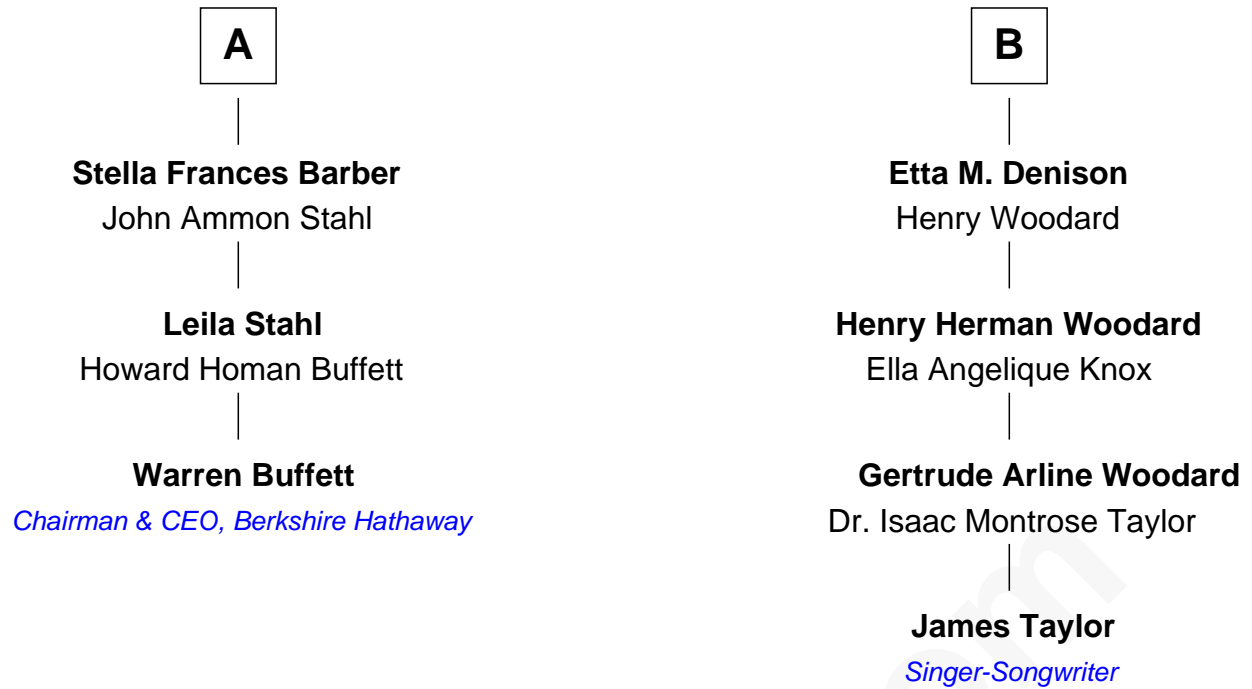 A
Stella Frances Barber
John Ammon Stahl
Leila Stahl
Howard Homan Buffett
Warren Buffett
Chairman & CEO, Berkshire Hathaway
B
Etta M. Denison
Henry Woodard
Henry Herman Woodard
Ella Angelique Knox
Gertrude Arline Woodard
Dr. Isaac Montrose Taylor
James Taylor
Singer-Songwriter